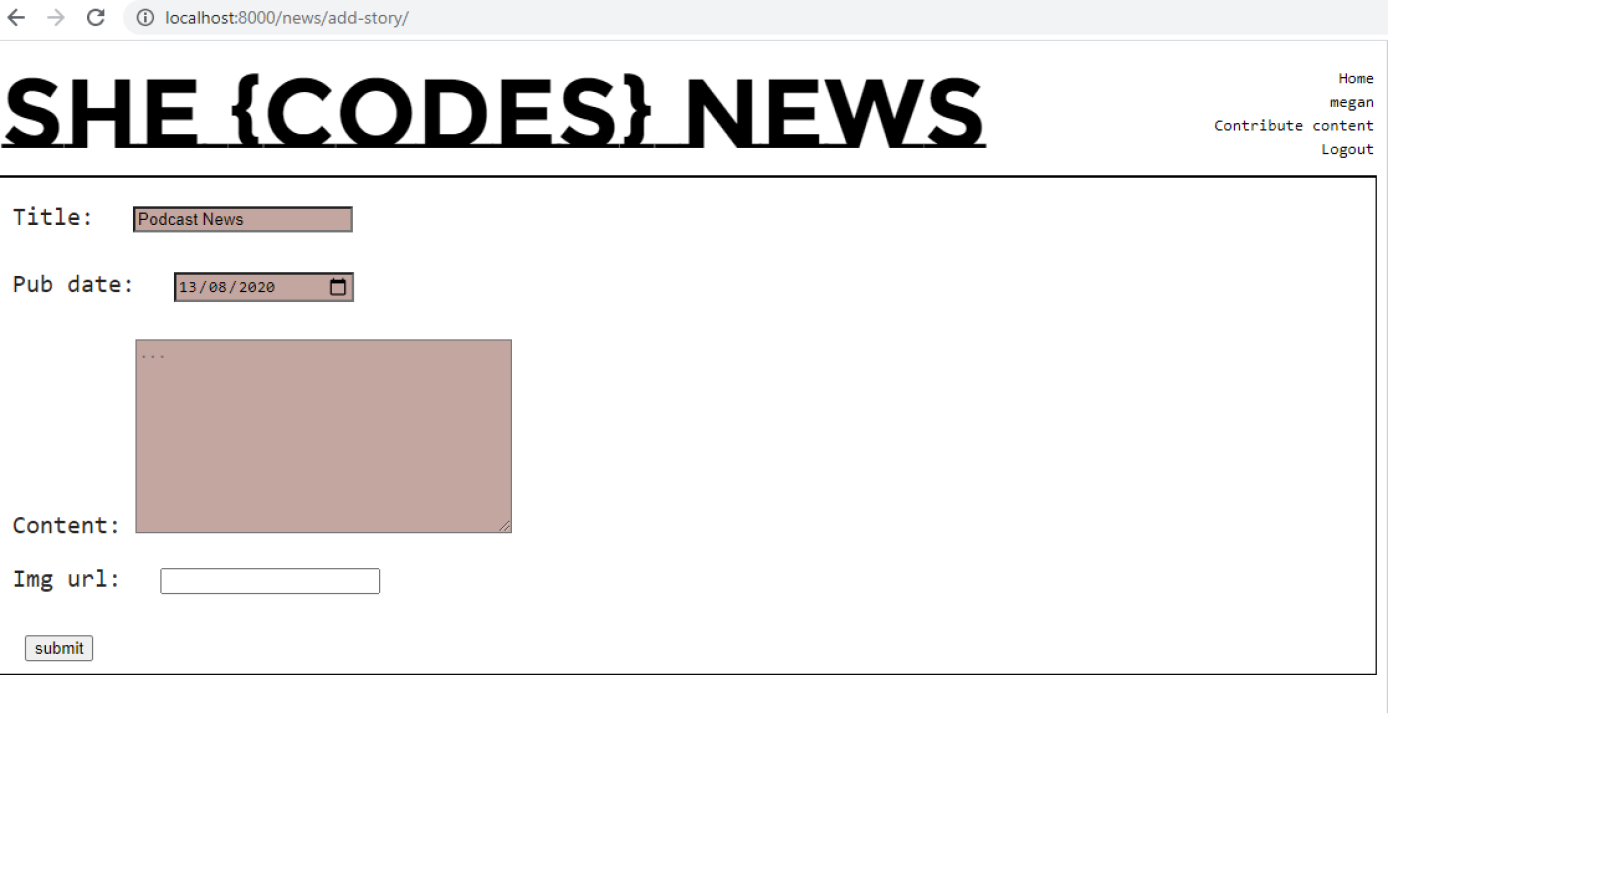 localhost:8000/news/add-story/
SHE {CODES} NEWS
Home
megan
Contribute content
Logout
Title: Podcast News
Pub date: 13/08/2020
...
Content:
Img url:
submit